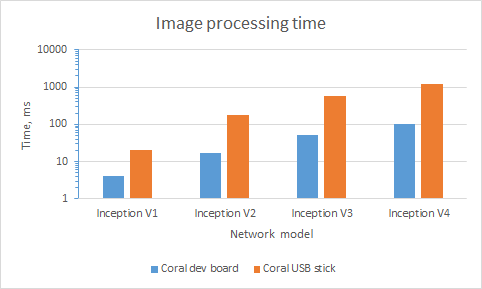 Image processing time
10000
1000
100
10
1
Time, ms
Inception V1 Inception V2 Inception V3 Inception V4
Network model
Coral dev board Coral USB stick